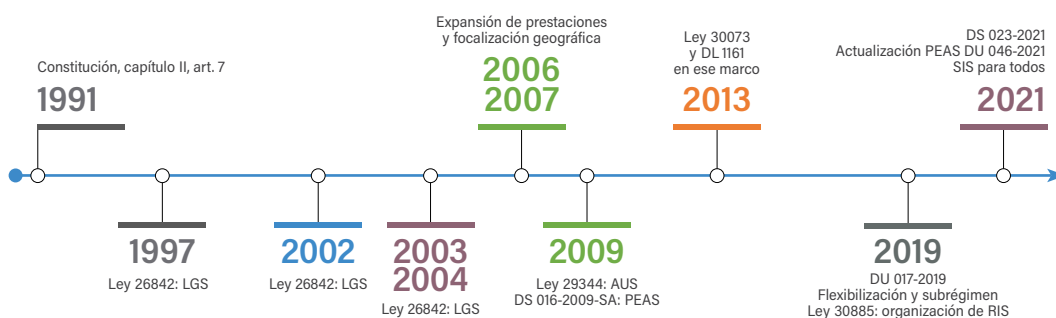 Constitución, capítulo II, art. 7
1991
Ley 26842: LGS
1997
Ley 26842: LGS
2002
2003
2004
Ley 26842: LGS
Expansión de prestaciones
y focalización geográfica
2006
2007
2009
Ley 29344: AUS
DS 016-2009-SA: PEAS
Ley 30073
y DL 1161
en ese marco
2013
2019
DU 017-2019
Flexibilización y subrégimen
Ley 30885: organización de RIS
DS 023-2021
Actualización PEAS DU 046-2021
SIS para todos
2021